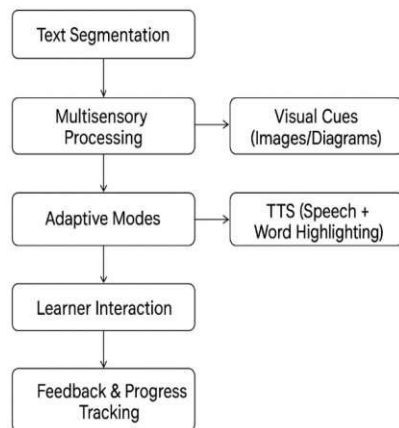 Text Segmentation
Multisensory
Processing
Visual Cues
(Images/Diagrams)
Adaptive Modes
TTS (Speech +
Word Highlighting)
Learner Interaction
Feedback & Progress
Tracking